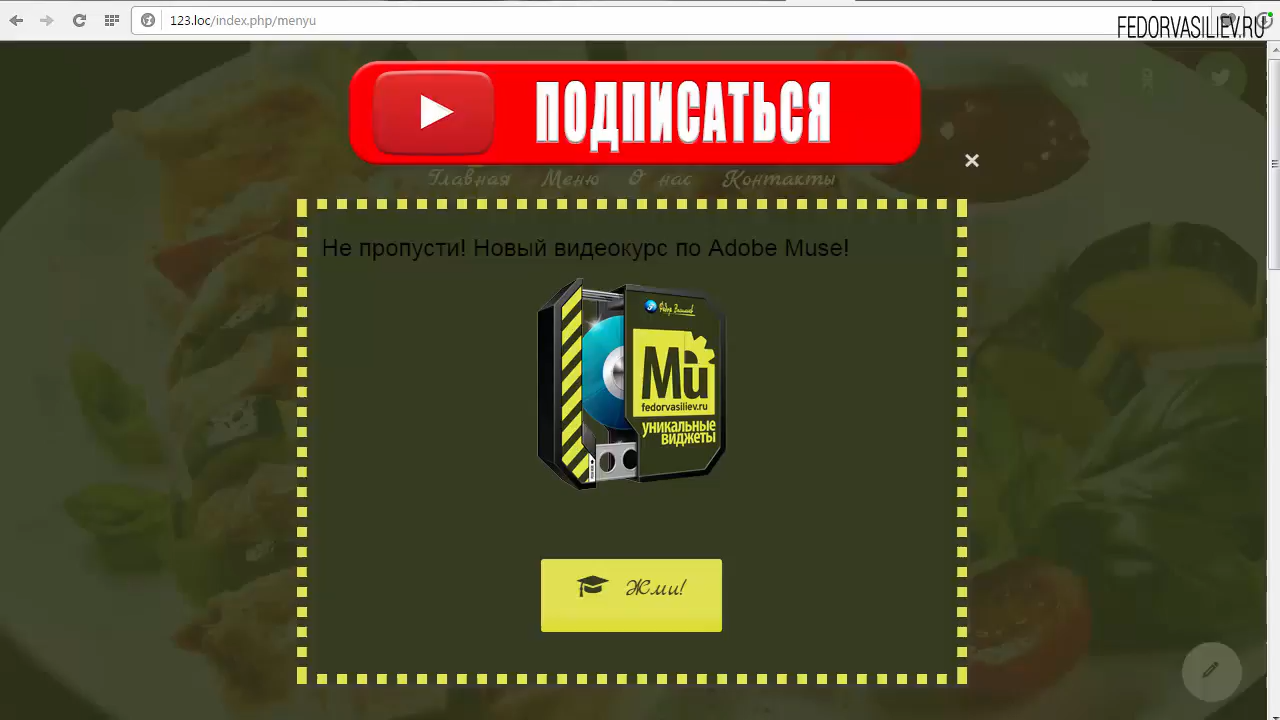 123.loc/index.php/menyu
FEDORVASILIEV.RU
ПОДПИСАТЬСЯ
Главная Меню О нас Контакты
Не пропусти! Новый видеокурс по Adobe Muse!
Mu
fedorvasiliev.ru
уникальные
виджеты
Жми!